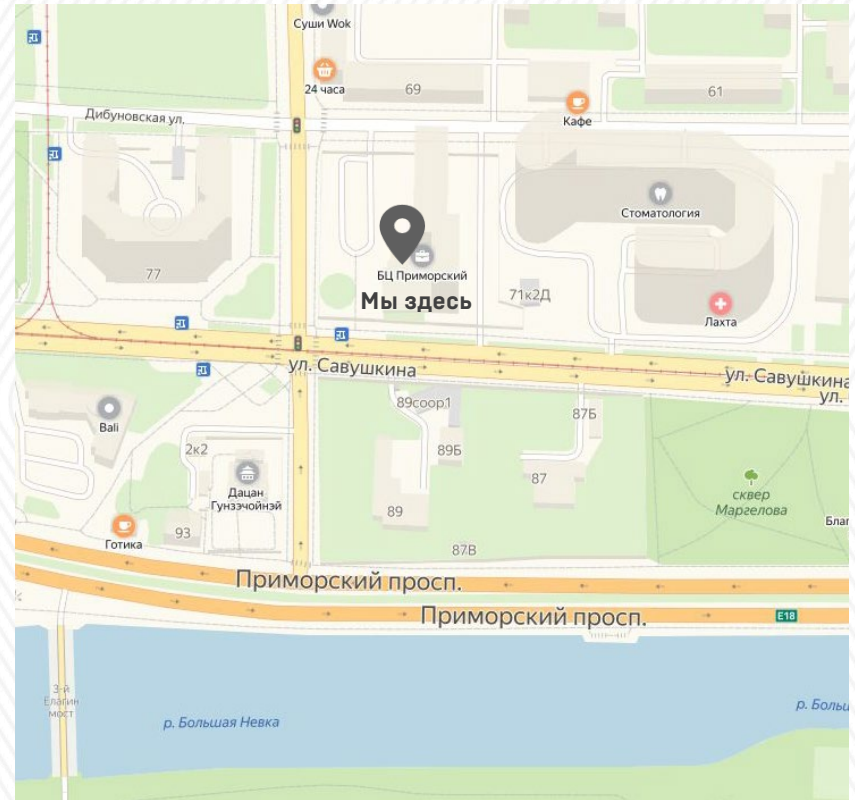 Суши Wok
24 часа
69
61
Кафе
Дибуновская ул.
Стоматология
77
БЦ Приморский
Мы здесь
71к2Д
Лахта
ул. Савушкина
ул. Савушкина
ул.
89соор1
87Б
Bali
2к2
89Б
87
Дацан
Гунзэчойнэй
сквер
Маргелова
89
Готика
93
87В
Приморский просп.
Приморский просп.
E18
3-й
Елагин
мост
р. Большая Невка